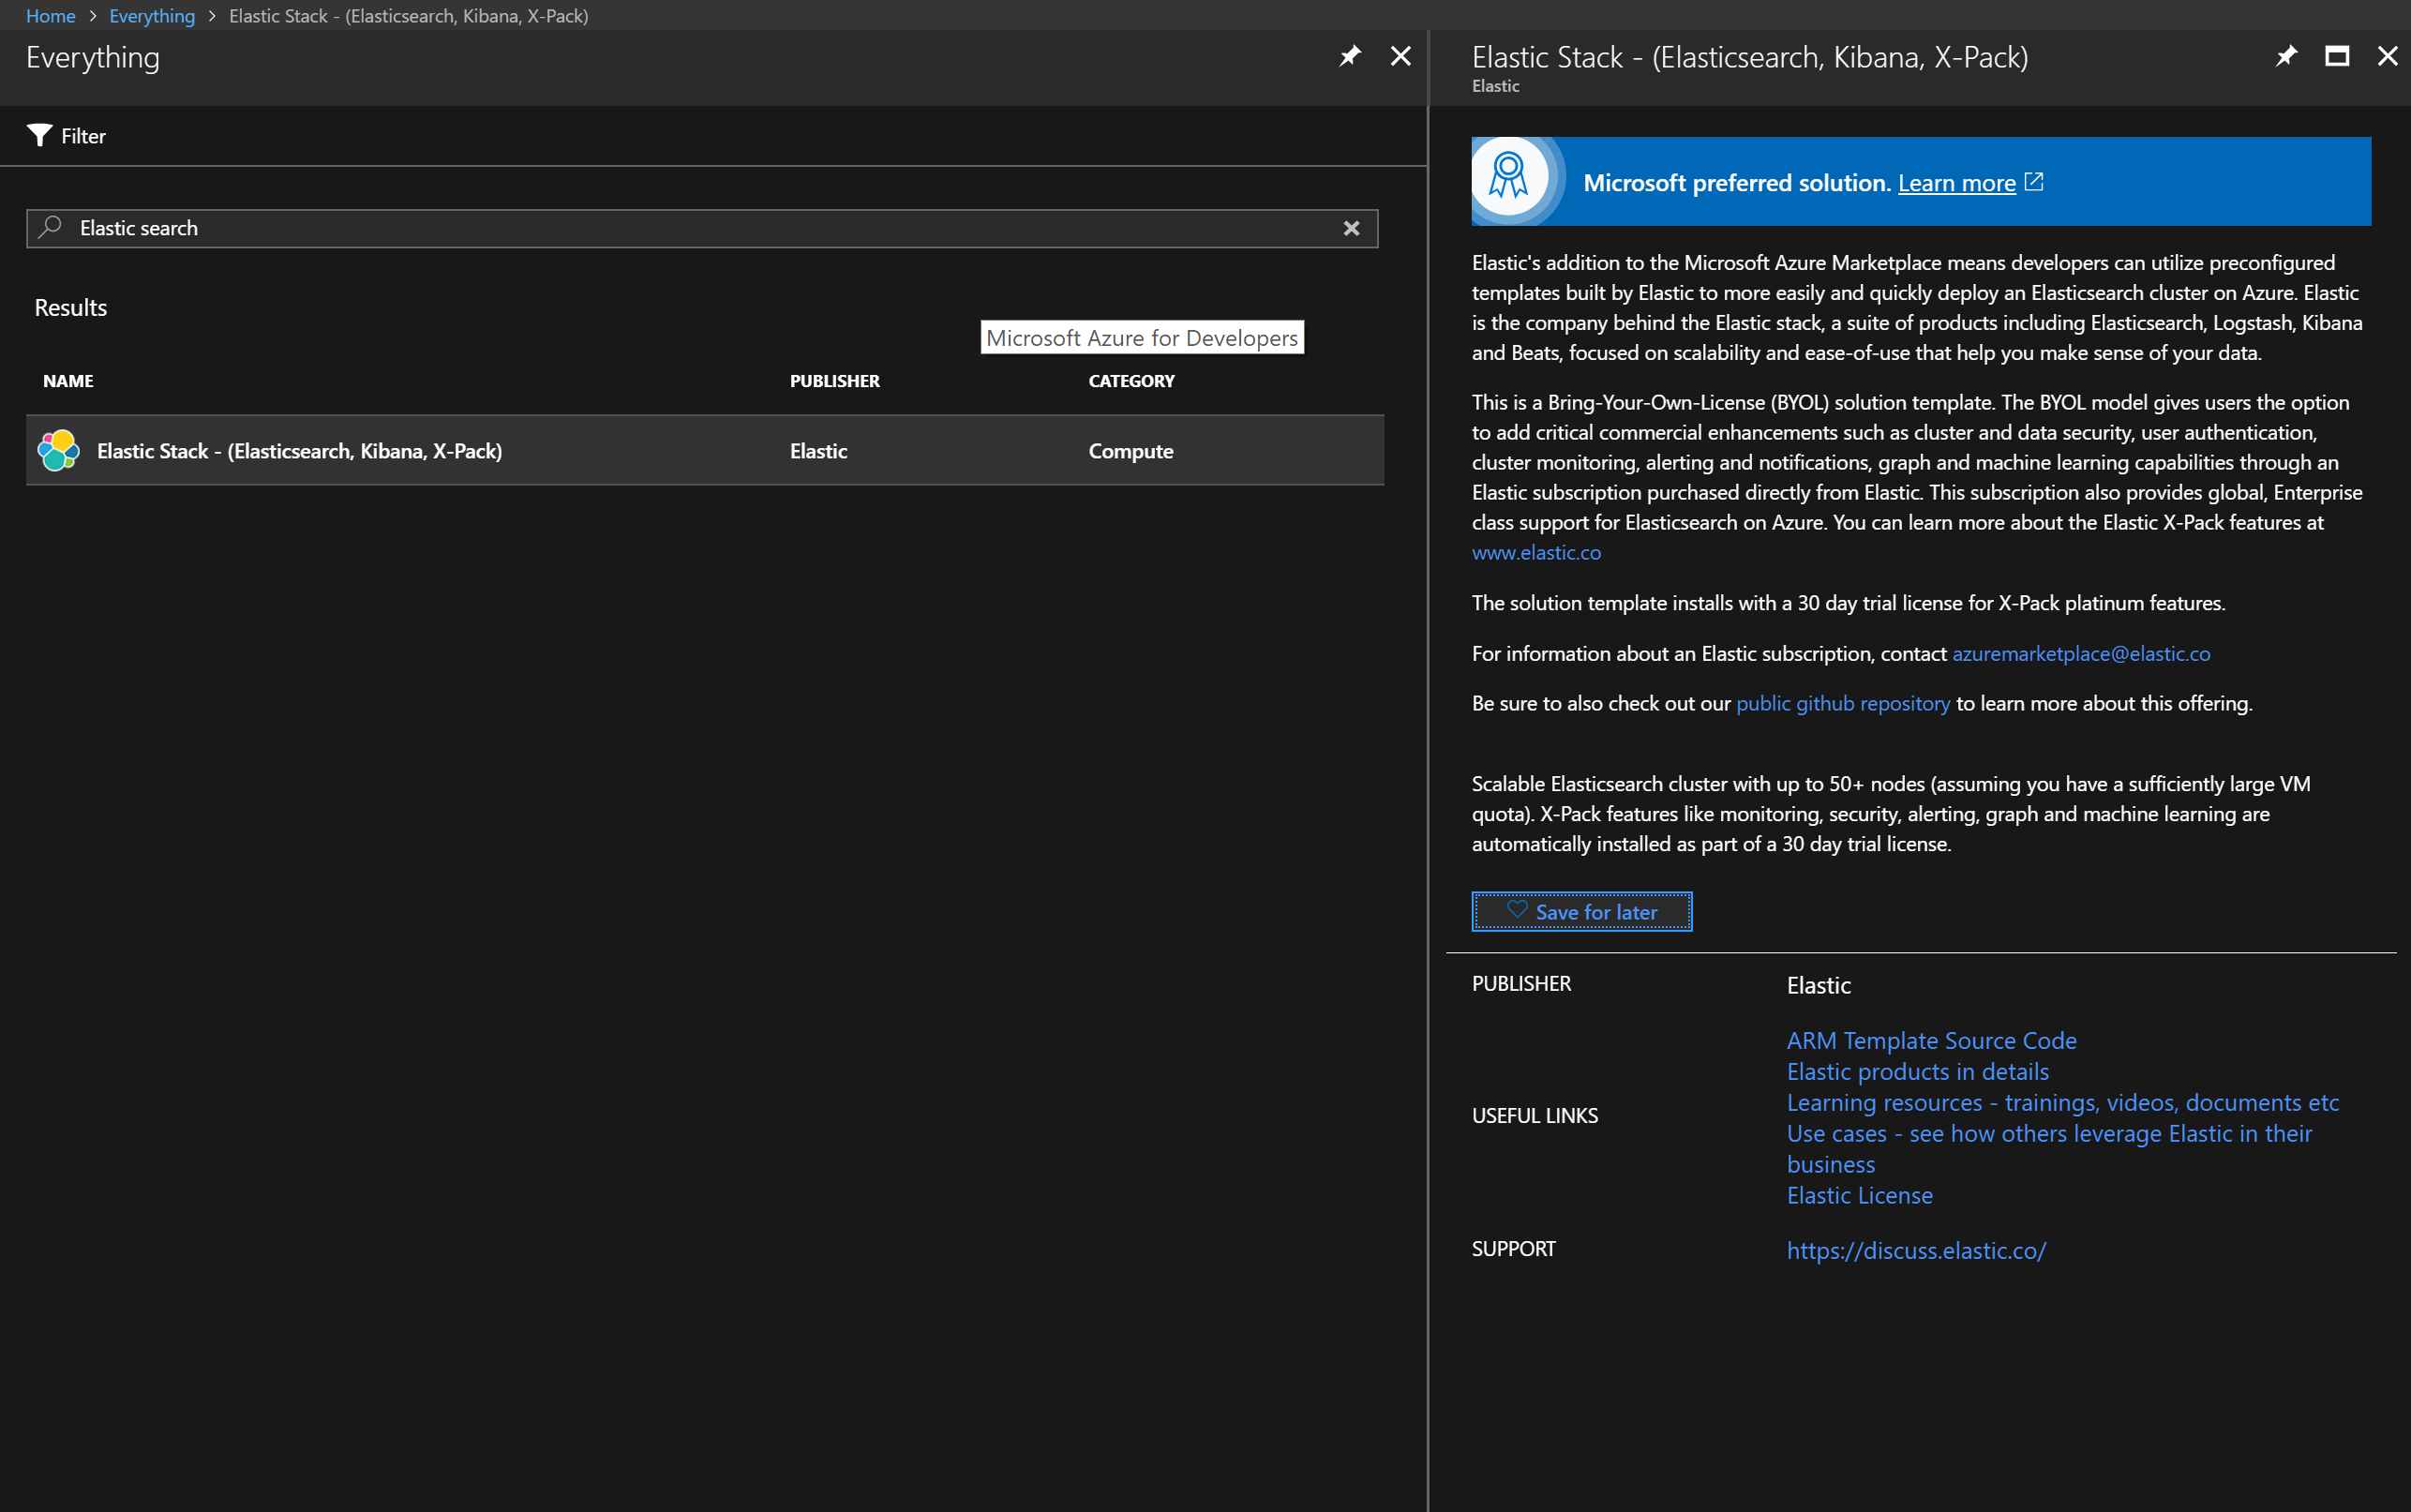 Home > Everything > Elastic Stack - (Elasticsearch, Kibana, X-Pack)
Everything
Filter
Elastic search
Results
Microsoft Azure for Developers
NAME PUBLISHER CATEGORY
Elastic Stack - (Elasticsearch, Kibana, X-Pack) Elastic Compute
Elastic Stack - (Elasticsearch, Kibana, X-Pack)
Elastic
Microsoft preferred solution. Learn more
Elastic's addition to the Microsoft Azure Marketplace means developers can utilize preconfigured
templates built by Elastic to more easily and quickly deploy an Elasticsearch cluster on Azure. Elastic
is the company behind the Elastic stack, a suite of products including Elasticsearch, Logstash, Kibana
and Beats, focused on scalability and ease-of-use that help you make sense of your data.
This is a Bring-Your-Own-License (BYOL) solution template. The BYOL model gives users the option
to add critical commercial enhancements such as cluster and data security, user authentication,
cluster monitoring, alerting and notifications, graph and machine learning capabilities through an
Elastic subscription purchased directly from Elastic. This subscription also provides global, Enterprise
class support for Elasticsearch on Azure. You can learn more about the Elastic X-Pack features at
www.elastic.co
The solution template installs with a 30 day trial license for X-Pack platinum features.
For information about an Elastic subscription, contact azuremarketplace@elastic.co
Be sure to also check out our public github repository to learn more about this offering.
Scalable Elasticsearch cluster with up to 50+ nodes (assuming you have a sufficiently large VM
quota). X-Pack features like monitoring, security, alerting, graph and machine learning are
automatically installed as part of a 30 day trial license.
Save for later
PUBLISHER Elastic
USEFUL LINKS
ARM Template Source Code
Elastic products in details
Learning resources - trainings, videos, documents etc
Use cases - see how others leverage Elastic in their
business
Elastic License
SUPPORT https://discuss.elastic.co/